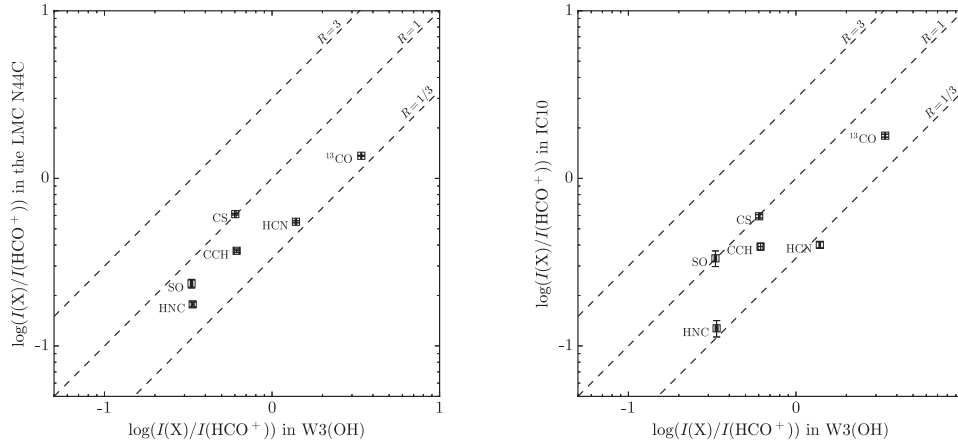 log(I(X)/I(HCO⁺)) in the LMC N44C
1
0
-1
R=3
R=1
R=1/3
¹³CO
CS
HCN
CCH
SO
HNC
-1 0 1
log(I(X)/I(HCO⁺)) in W3(OH)
log(I(X)/I(HCO⁺)) in IC10
1
0
-1
R=3
R=1
R=1/3
¹³CO
CS
CCH
HCN
SO
HNC
-1 0
log(I(X)/I(HCO⁺)) in W3(OH)